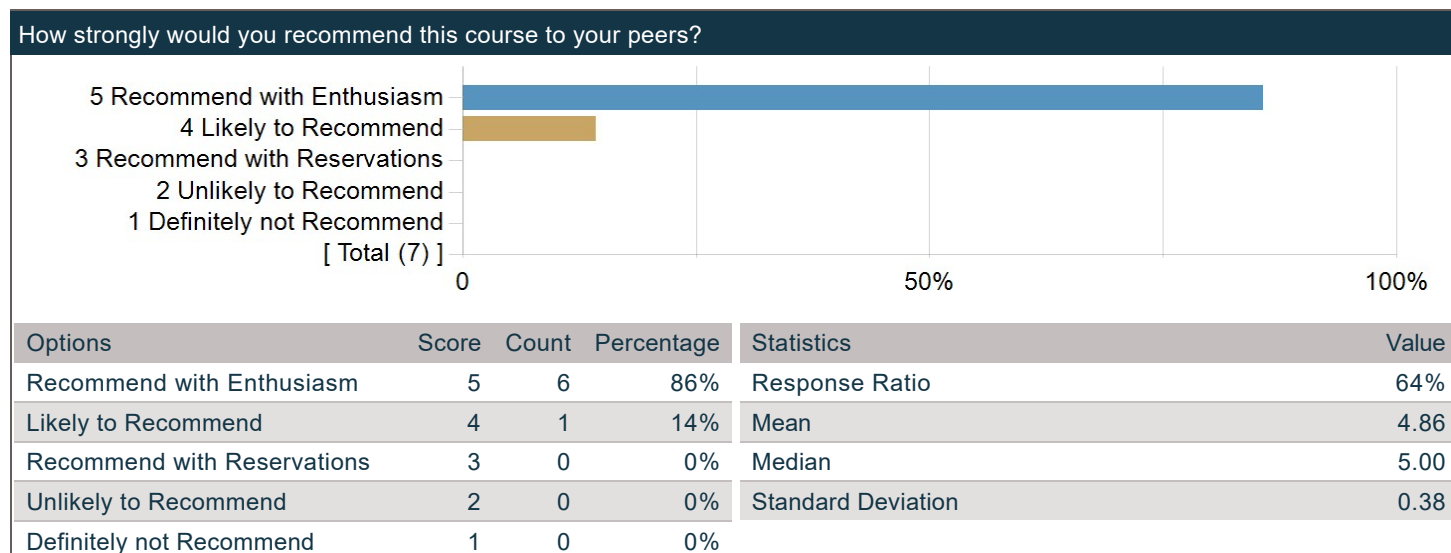 How strongly would you recommend this course to your peers?
5 Recommend with Enthusiasm
4 Likely to Recommend
3 Recommend with Reservations
2 Unlikely to Recommend
1 Definitely not Recommend
[ Total (7) ]
0 50% 100%
Options Score Count Percentage
Recommend with Enthusiasm 5 6 86%
Likely to Recommend 4 1 14%
Recommend with Reservations 3 0 0%
Unlikely to Recommend 2 0 0%
Definitely not Recommend 1 0 0%
Statistics Value
Response Ratio 64%
Mean 4.86
Median 5.00
Standard Deviation 0.38